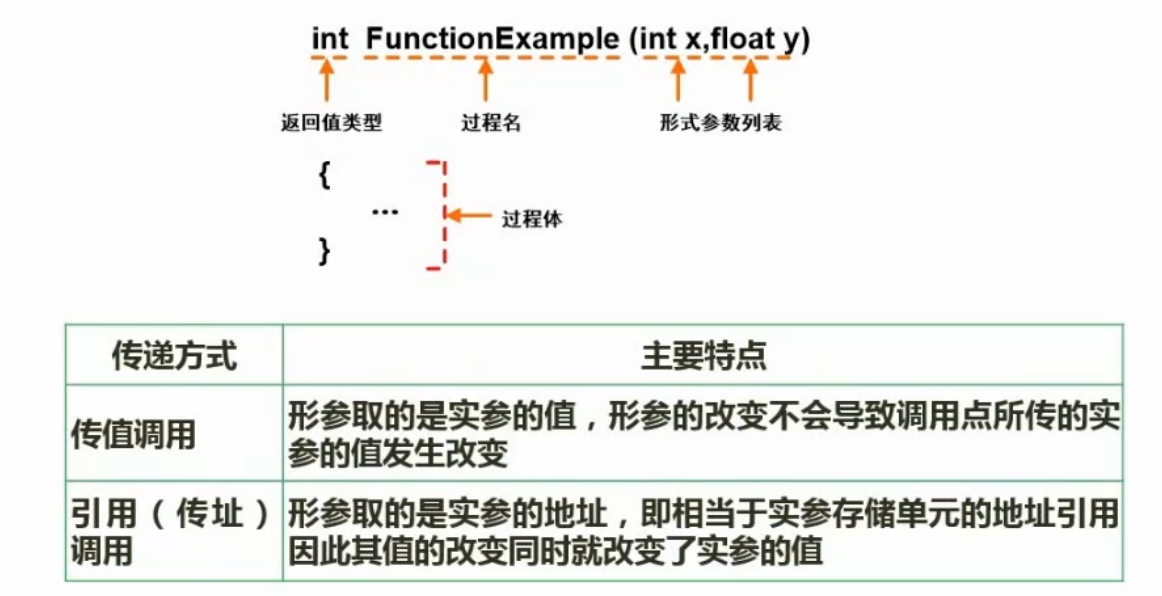 int FunctionExample (int x,float y)
返回值类型 过程名 形式参数列表
{
...
过程体
}
传递方式 主要特点
传值调用
形参取的是实参的值，形参的改变不会导致调用点所传的实
参的值发生改变
引用（传址）
调用
形参取的是实参的地址，即相当于实参存储单元的地址引用
因此其值的改变同时就改变了实参的值